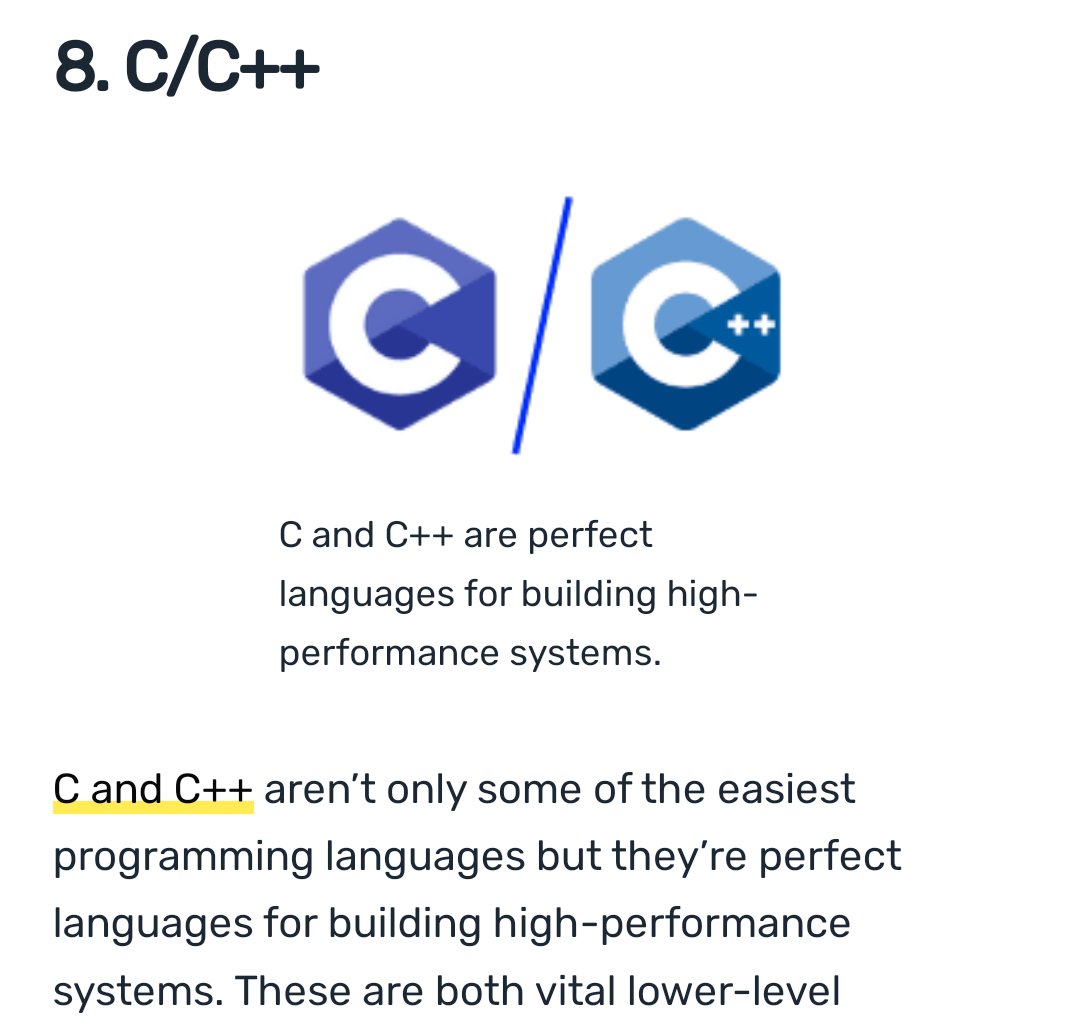 8. C/C++
C / C++
C and C++ are perfect
languages for building high-
performance systems.
C and C++ aren’t only some of the easiest
programming languages but they’re perfect
languages for building high-performance
systems. These are both vital lower-level